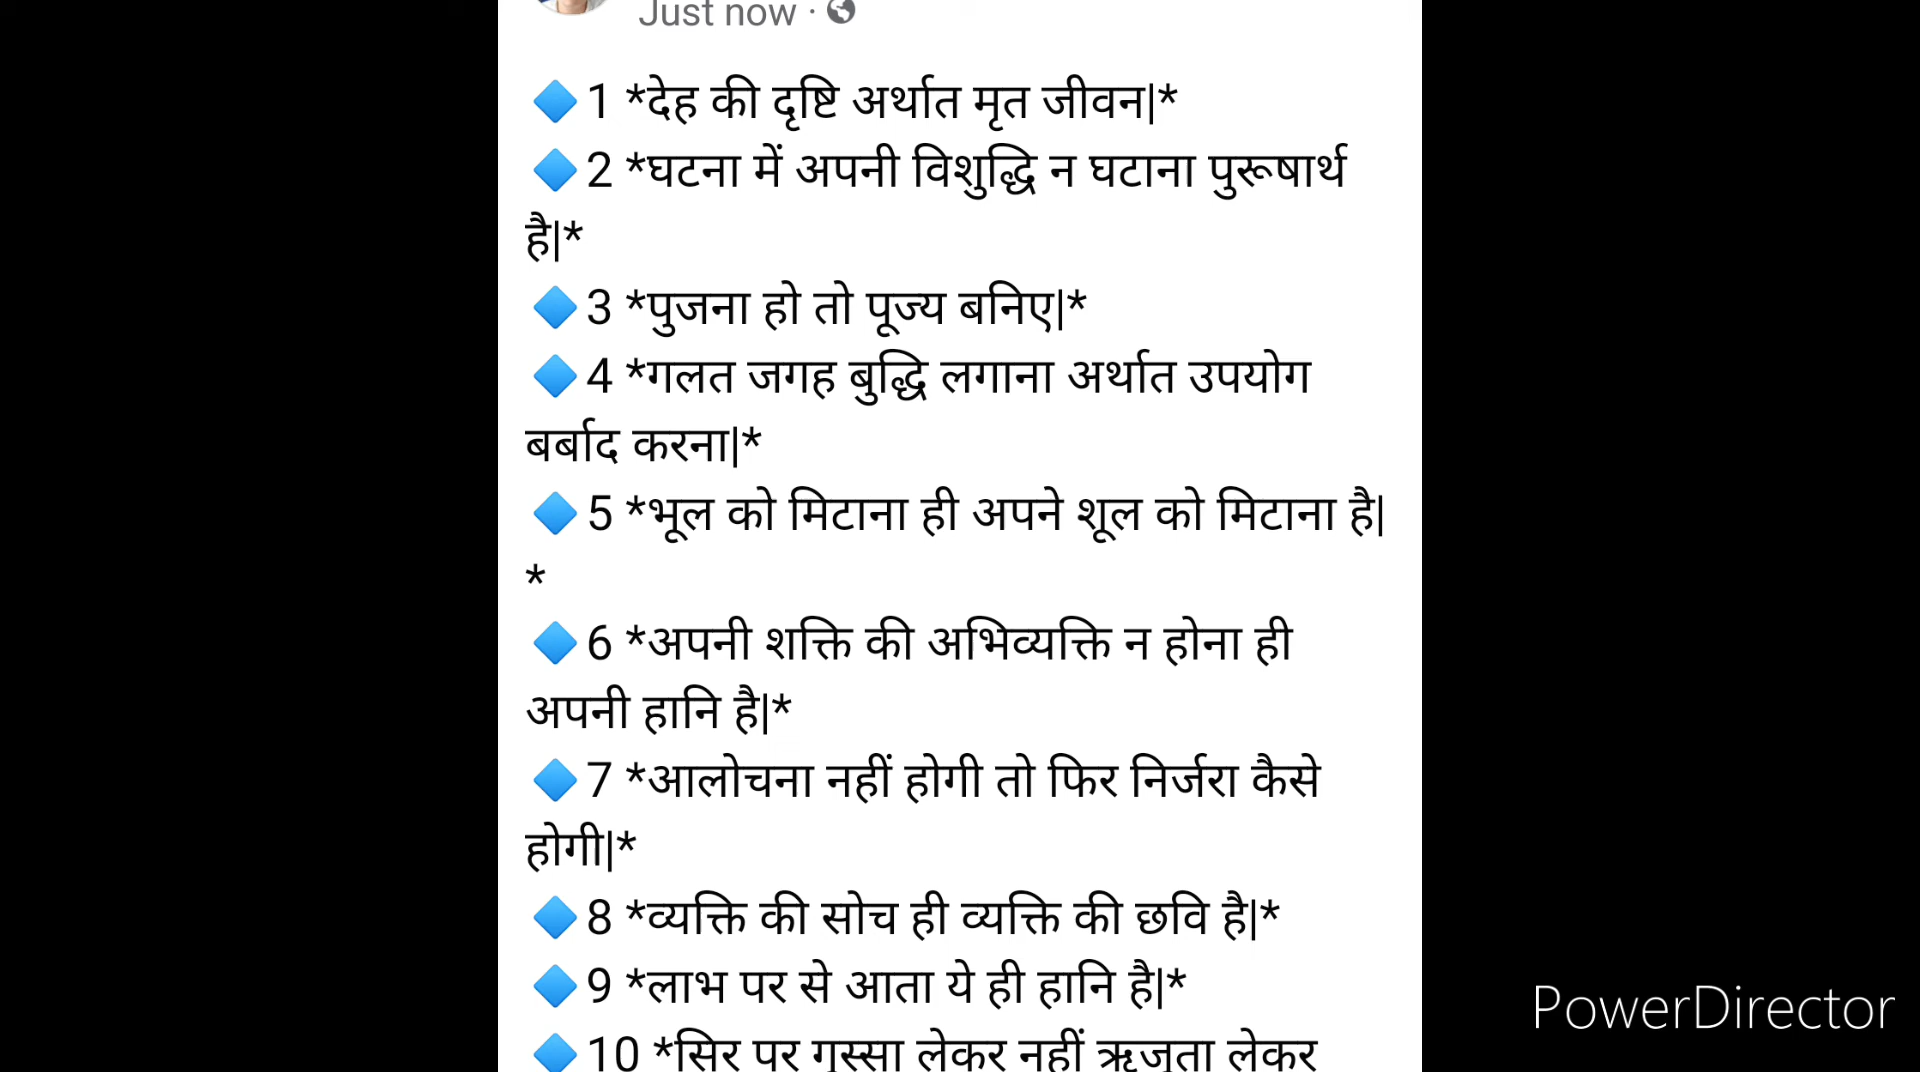 Just now ·
🔷1 *देह की दृष्टि अर्थात मृत जीवन|*
🔷2 *घटना में अपनी विशुद्धि न घटाना पुरूषार्थ
है|*
🔷3 *पुजना हो तो पूज्य बनिए|*
🔷4 *गलत जगह बुद्धि लगाना अर्थात उपयोग
बर्बाद करना|*
🔷5 *भूल को मिटाना ही अपने शूल को मिटाना है|
*
🔷6 *अपनी शक्ति की अभिव्यक्ति न होना ही
अपनी हानि है|*
🔷7 *आलोचना नहीं होगी तो फिर निर्जरा कैसे
होगी|*
🔷8 *व्यक्ति की सोच ही व्यक्ति की छवि है|*
🔷9 *लाभ पर से आता ये ही हानि है|*
🔷10 *सिर पर गुस्सा लेकर नहीं ऋजुता लेकर
PowerDirector